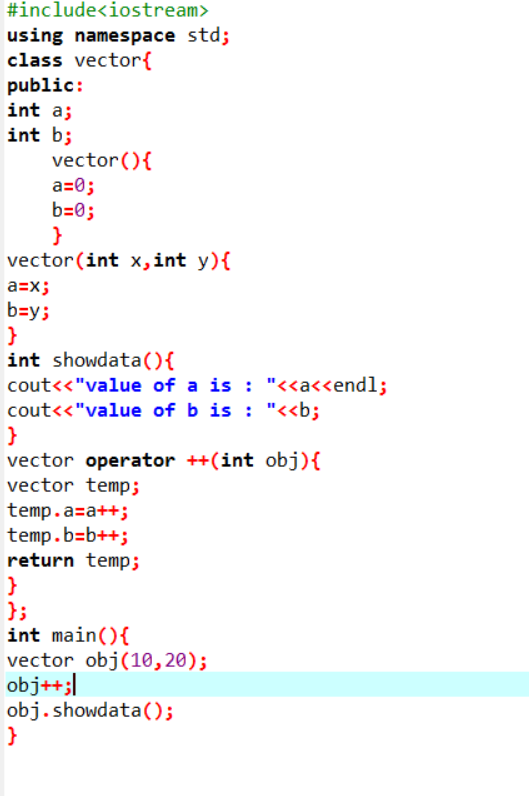 #include<iostream>
using namespace std;
class vector{
public:
int a;
int b;
    vector(){
    a=0;
    b=0;
    }
vector(int x,int y){
a=x;
b=y;
}
int showdata(){
cout<<"value of a is : "<<a<<endl;
cout<<"value of b is : "<<b;
}
vector operator ++(int obj){
vector temp;
temp.a=a++;
temp.b=b++;
return temp;
}
};
int main(){
vector obj(10,20);
obj++;
obj.showdata();
}